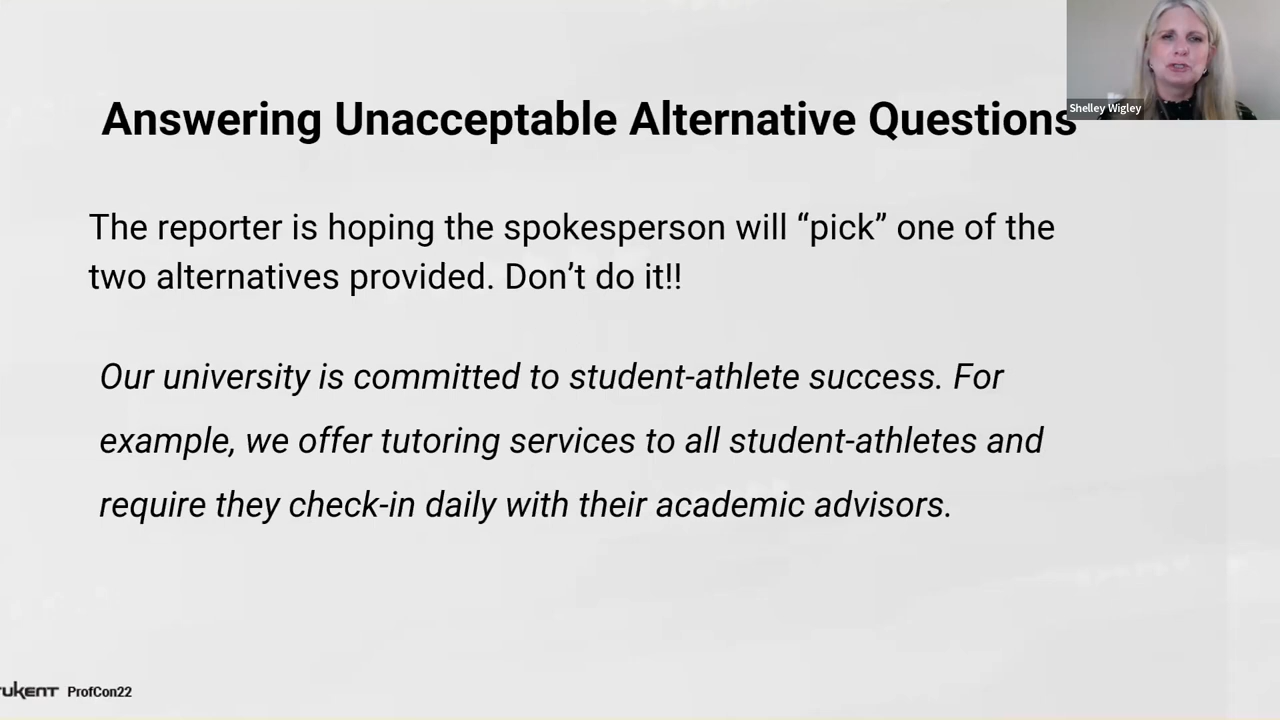 Answering Unacceptable Alternative Questions
Shelley Wigley
The reporter is hoping the spokesperson will “pick” one of the
two alternatives provided. Don’t do it!!
Our university is committed to student-athlete success. For
example, we offer tutoring services to all student-athletes and
require they check-in daily with their academic advisors.
ukent ProfCon22